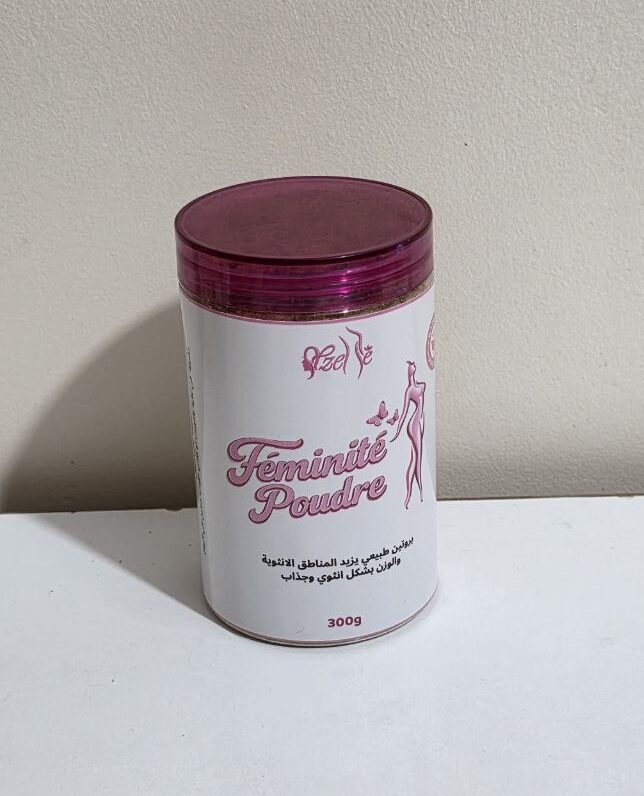 Féminité
Poudre
بروتين طبيعي يزيد المناطق الانثوية
والوزن بشكل انثوي وجذاب
300g